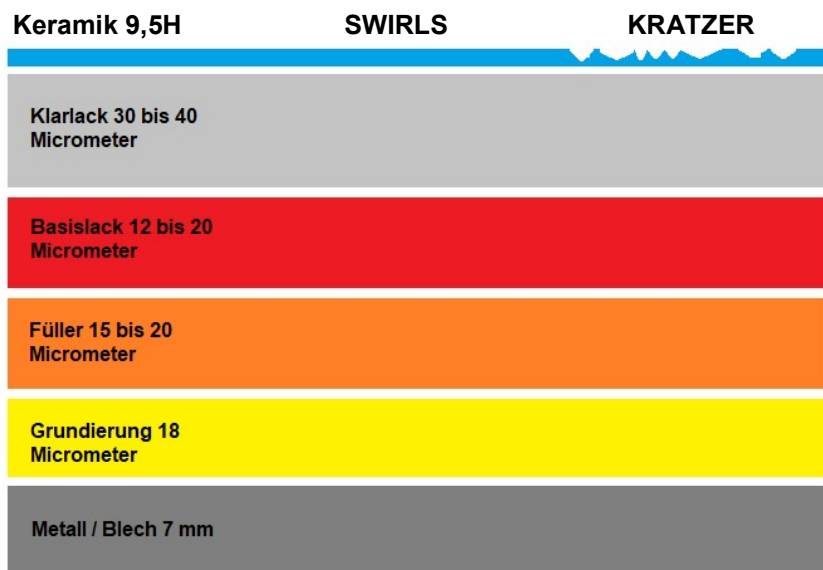 Keramik 9,5H SWIRLS KRATZER
Klarlack 30 bis 40
Micrometer
Basislack 12 bis 20
Micrometer
Füller 15 bis 20
Micrometer
Grundierung 18
Micrometer
Metall / Blech 7 mm